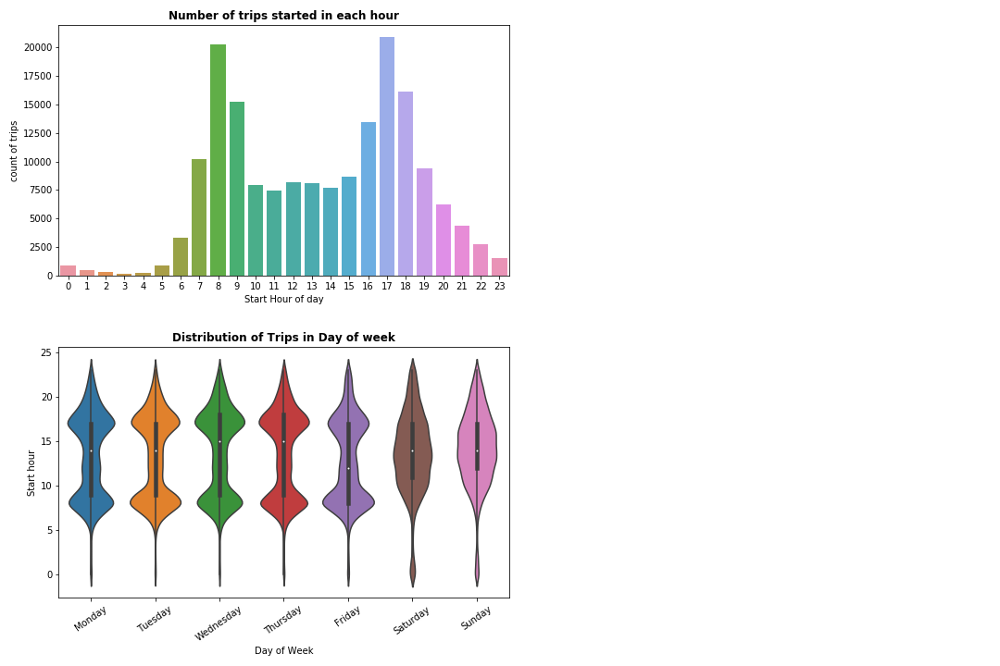 Number of trips started in each hour
20000
17500
15000
12500
10000
7500
5000
2500
0
count of trips
0 1 2 3 4 5 6 7 8 9 10 11 12 13 14 15 16 17 18 19 20 21 22 23
Start Hour of day
Distribution of Trips in Day of week
25
20
15
10
5
0
Start hour
Monday Tuesday Wednesday Thursday Friday Saturday Sunday
Day of Week